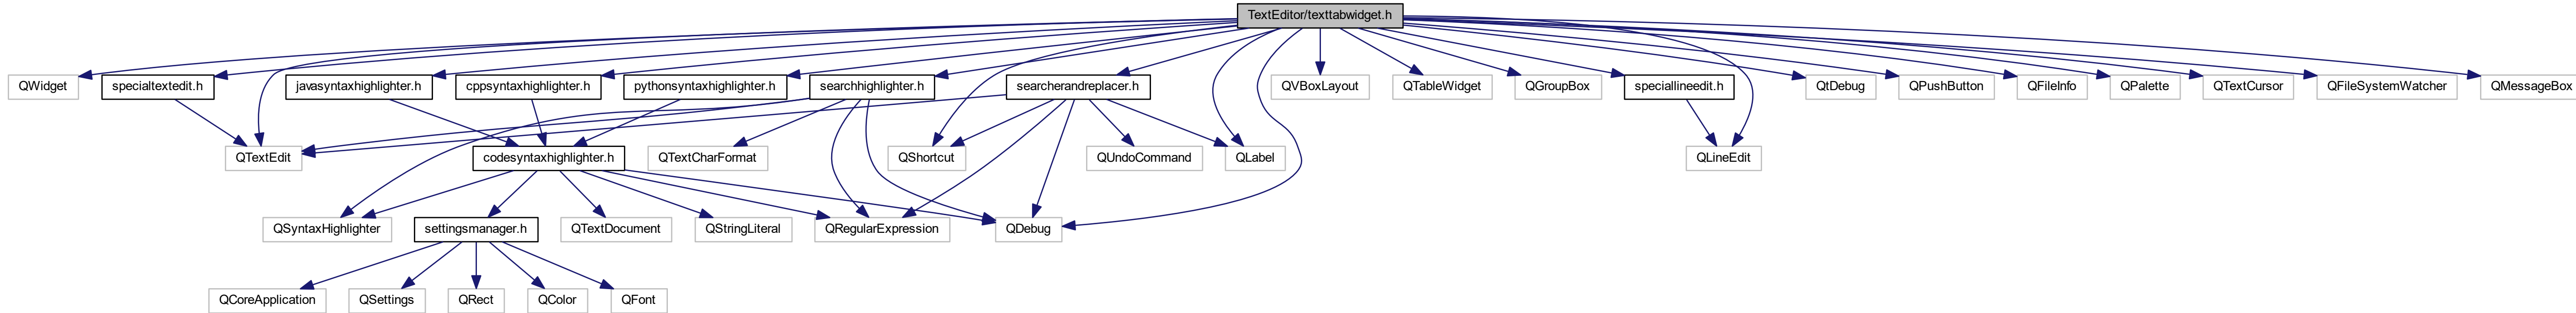 TextEditor/texttabwidget.h
QWidget
specialtextedit.h
javasyntaxhighlighter.h
cppsyntaxhighlighter.h
pythonsyntaxhighlighter.h
searchhighlighter.h
searcherandreplacer.h
QVBoxLayout
QTableWidget
QGroupBox
speciallineedit.h
QtDebug
QPushButton
QFileInfo
QPalette
QTextCursor
QFileSystemWatcher
QMessageBox
QTextEdit
codesyntaxhighlighter.h
QTextCharFormat
QShortcut
QUndoCommand
QLabel
QLineEdit
QSyntaxHighlighter
settingsmanager.h
QTextDocument
QStringLiteral
QRegularExpression
QDebug
QCoreApplication
QSettings
QRect
QColor
QFont